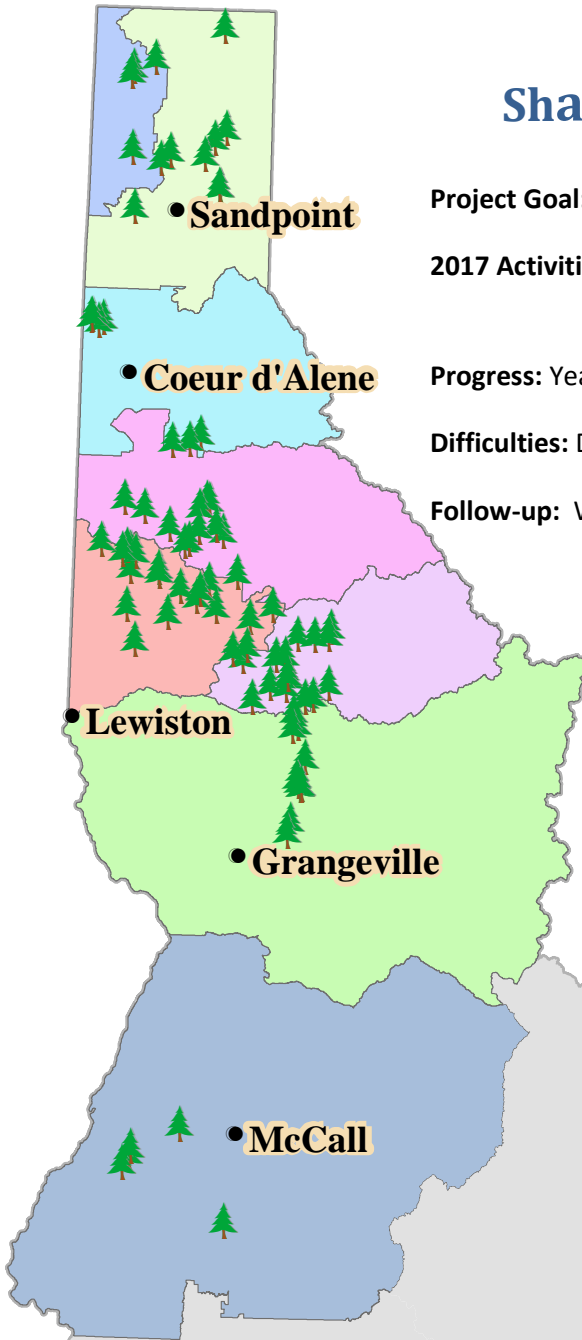 Sha
Project Goal:
2017 Activiti
Progress: Yea
Difficulties: D
Follow-up: V
Sandpoint
Coeur d'Alene
Lewiston
Grangeville
McCall